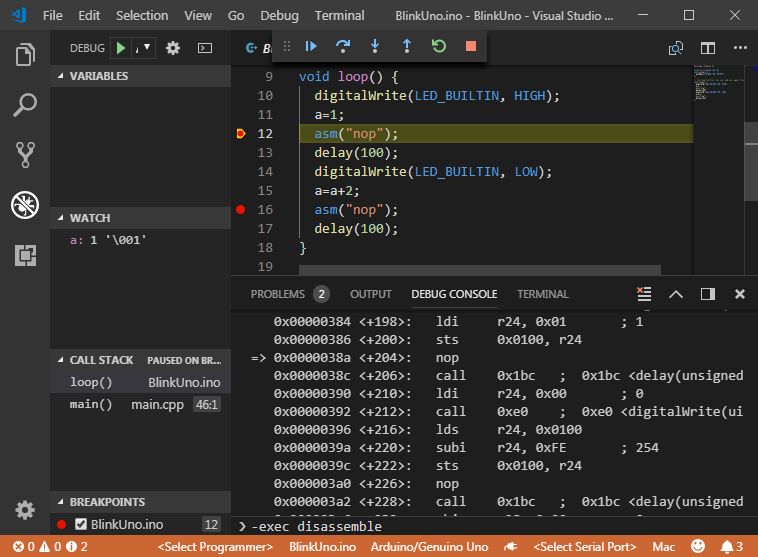 File Edit Selection View Go Debug Terminal BlinkUno.ino - BlinkUno - Visual Studio ...
DEBUG
VARIABLES
WATCH
a: 1 '\001'
CALL STACK PAUSED ON BR...
loop() BlinkUno.ino
main() main.cpp 46:1
BREAKPOINTS
BlinkUno.ino 12
9 void loop() {
10 digitalWrite(LED_BUILTIN, HIGH);
11 a=1;
12 asm("nop");
13 delay(100);
14 digitalWrite(LED_BUILTIN, LOW);
15 a=a+2;
16 asm("nop");
17 delay(100);
18 }
19
PROBLEMS 2 OUTPUT DEBUG CONSOLE TERMINAL
0x00000384 <+198>: ldi r24, 0x01 ; 1
0x00000386 <+200>: sts 0x0100, r24
=> 0x0000038a <+204>: nop
0x0000038c <+206>: call 0x1bc ; 0x1bc <delay(unsigned
0x00000390 <+210>: ldi r24, 0x00 ; 0
0x00000392 <+212>: call 0xe0 ; 0xe0 <digitalWrite(ui
0x00000396 <+216>: lds r24, 0x0100
0x0000039a <+220>: subi r24, 0xFE ; 254
0x0000039c <+222>: sts 0x0100, r24
0x000003a0 <+226>: nop
0x000003a2 <+228>: call 0x1bc ; 0x1bc <delay(unsigned
-exec disassemble
0 0 2 <Select Programmer> BlinkUno.ino Arduino/Genuino Uno <Select Serial Port> Mac 3